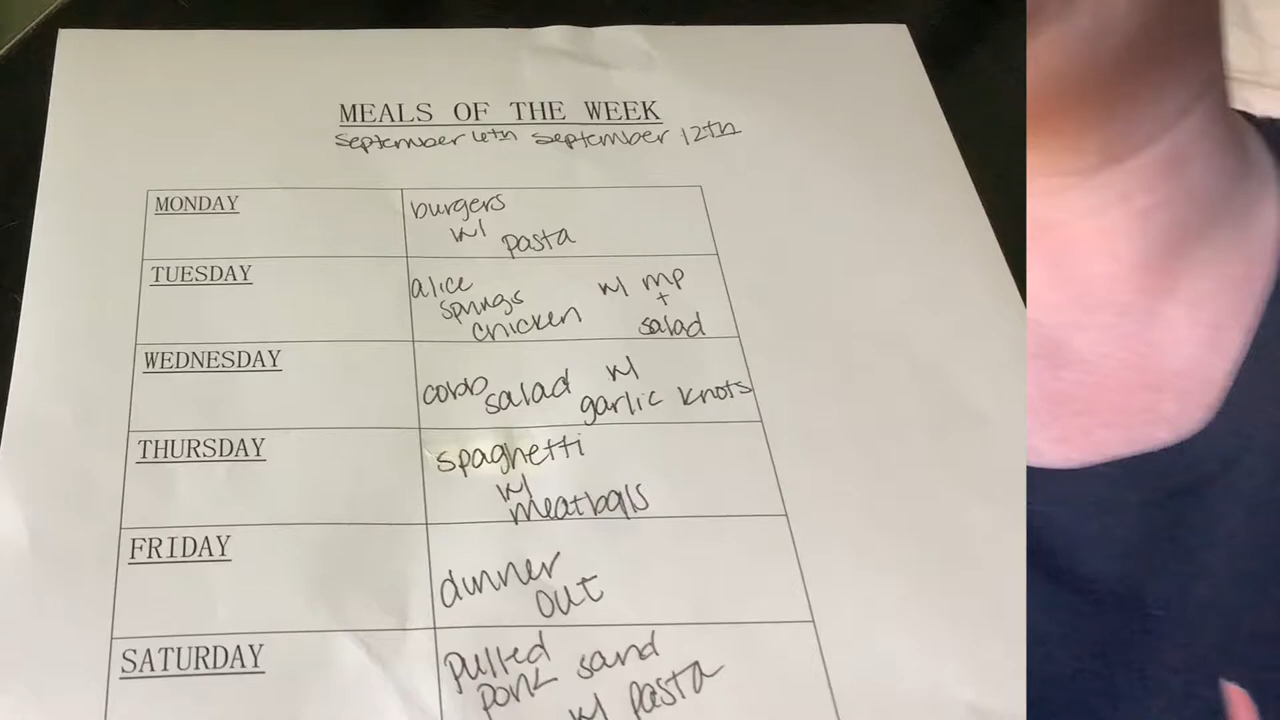 MEALS OF THE WEEK
September 6th September 12th
MONDAY
burgers
w/
pasta
TUESDAY
alice
springs
chicken
w/ mp
+
salad
WEDNESDAY
cobb salad w/
garlic knots
THURSDAY
spaghetti
w/
meatballs
FRIDAY
dinner
out
SATURDAY
pulled
pork sand
w/ pasta